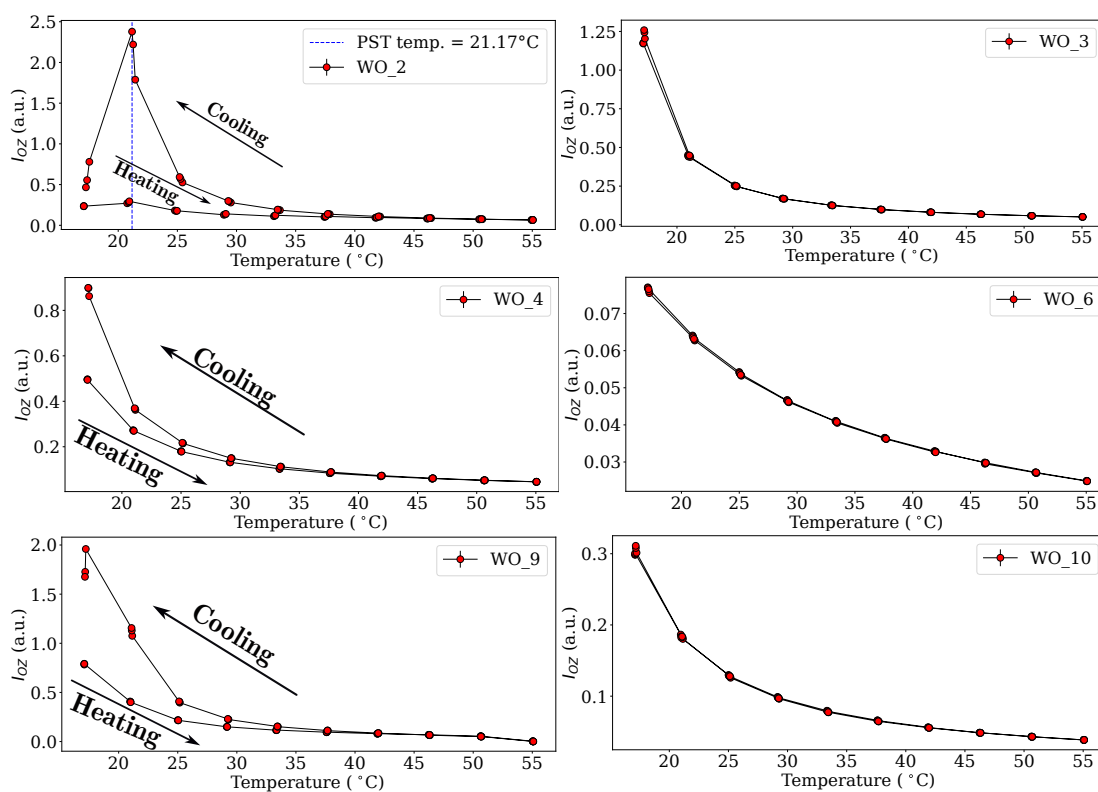 2.5
2.0
1.5
1.0
0.5
0.0
I_OZ (a.u.)
PST temp. = 21.17°C
WO_2
Cooling
Heating
20 25 30 35 40 45 50 55
Temperature ( °C)
1.25
1.00
0.75
0.50
0.25
0.00
I_OZ (a.u.)
WO_3
20 25 30 35 40 45 50 55
Temperature ( °C)
0.8
0.6
0.4
0.2
I_OZ (a.u.)
WO_4
Cooling
Heating
20 25 30 35 40 45 50 55
Temperature ( °C)
0.07
0.06
0.05
0.04
0.03
I_OZ (a.u.)
WO_6
20 25 30 35 40 45 50 55
Temperature ( °C)
2.0
1.5
1.0
0.5
0.0
I_OZ (a.u.)
WO_9
Cooling
Heating
20 25 30 35 40 45 50 55
Temperature ( °C)
0.3
0.2
0.1
I_OZ (a.u.)
WO_10
20 25 30 35 40 45 50 55
Temperature ( °C)